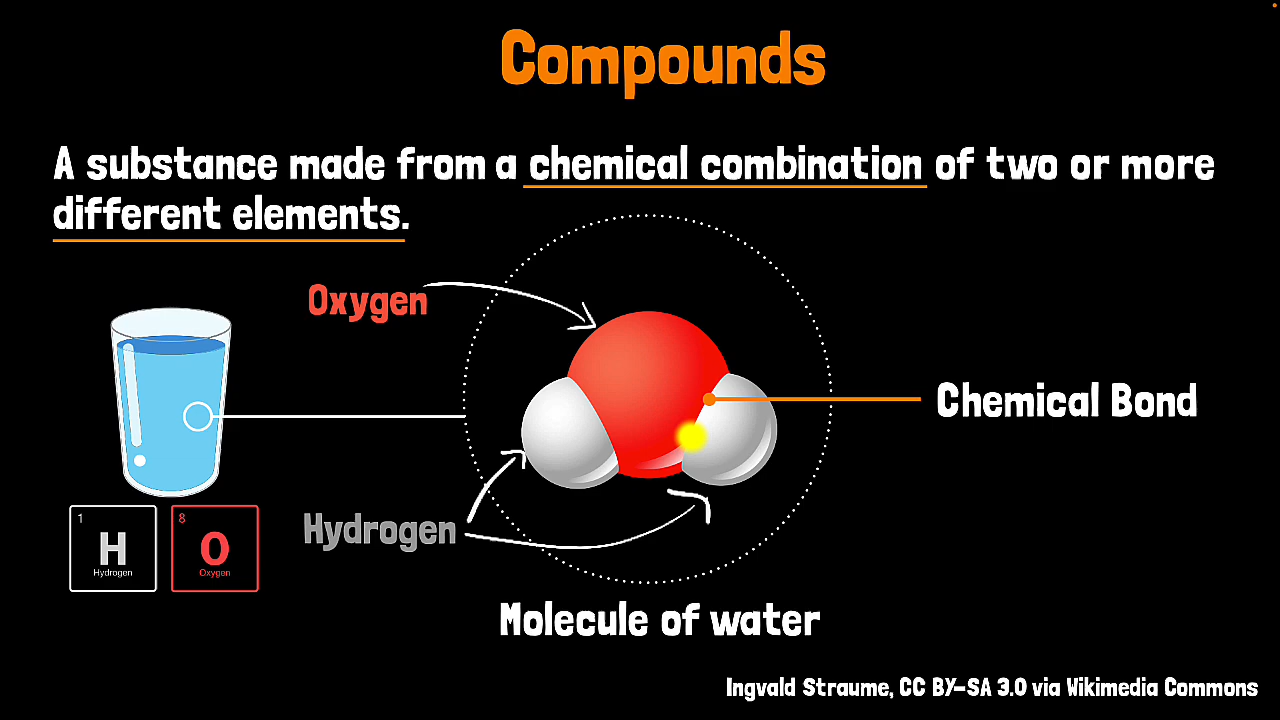 Compounds
A substance made from a chemical combination of two or more
different elements.
Oxygen
Chemical Bond
Hydrogen
1
H
Hydrogen
8
O
Oxygen
Molecule of water
Ingvald Straume, CC BY-SA 3.0 via Wikimedia Commons